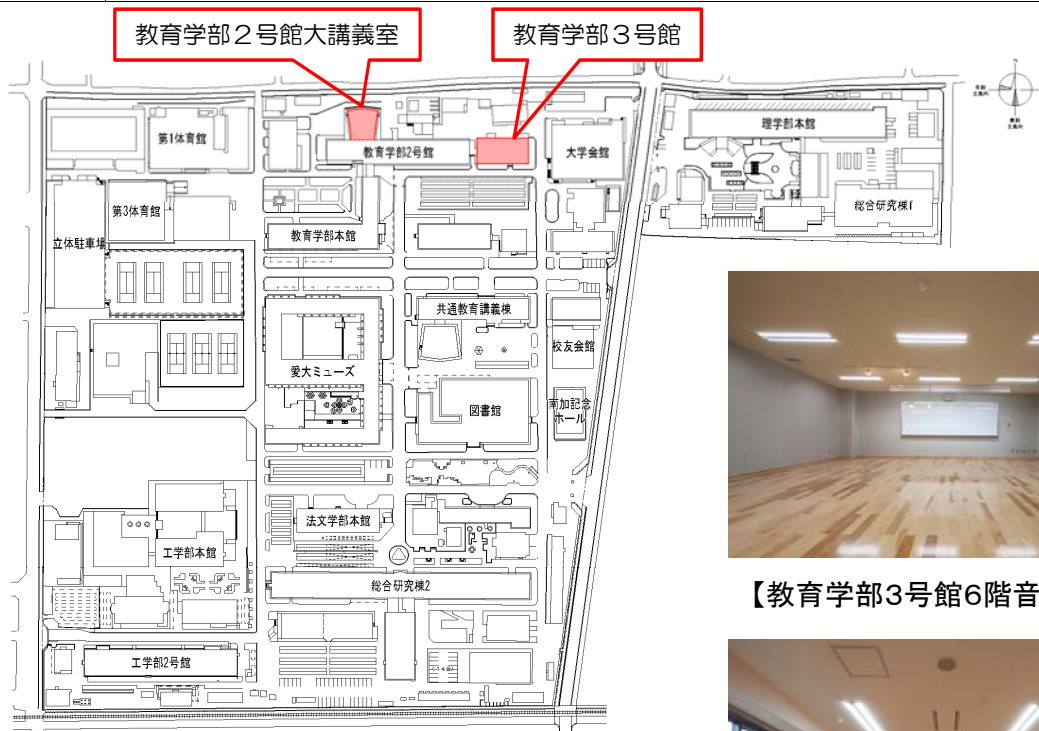 教育学部２号館大講義室
教育学部３号館
第1体育館
教育学部2号館
大学会館
理学部本館
第3体育館
総合研究棟1
立体駐車場
教育学部本館
共通教育講義棟
校友会館
愛大ミューズ
図書館
南加記念
ホール
法文学部本館
工学部本館
総合研究棟2
【教育学部3号館6階音
工学部2号館